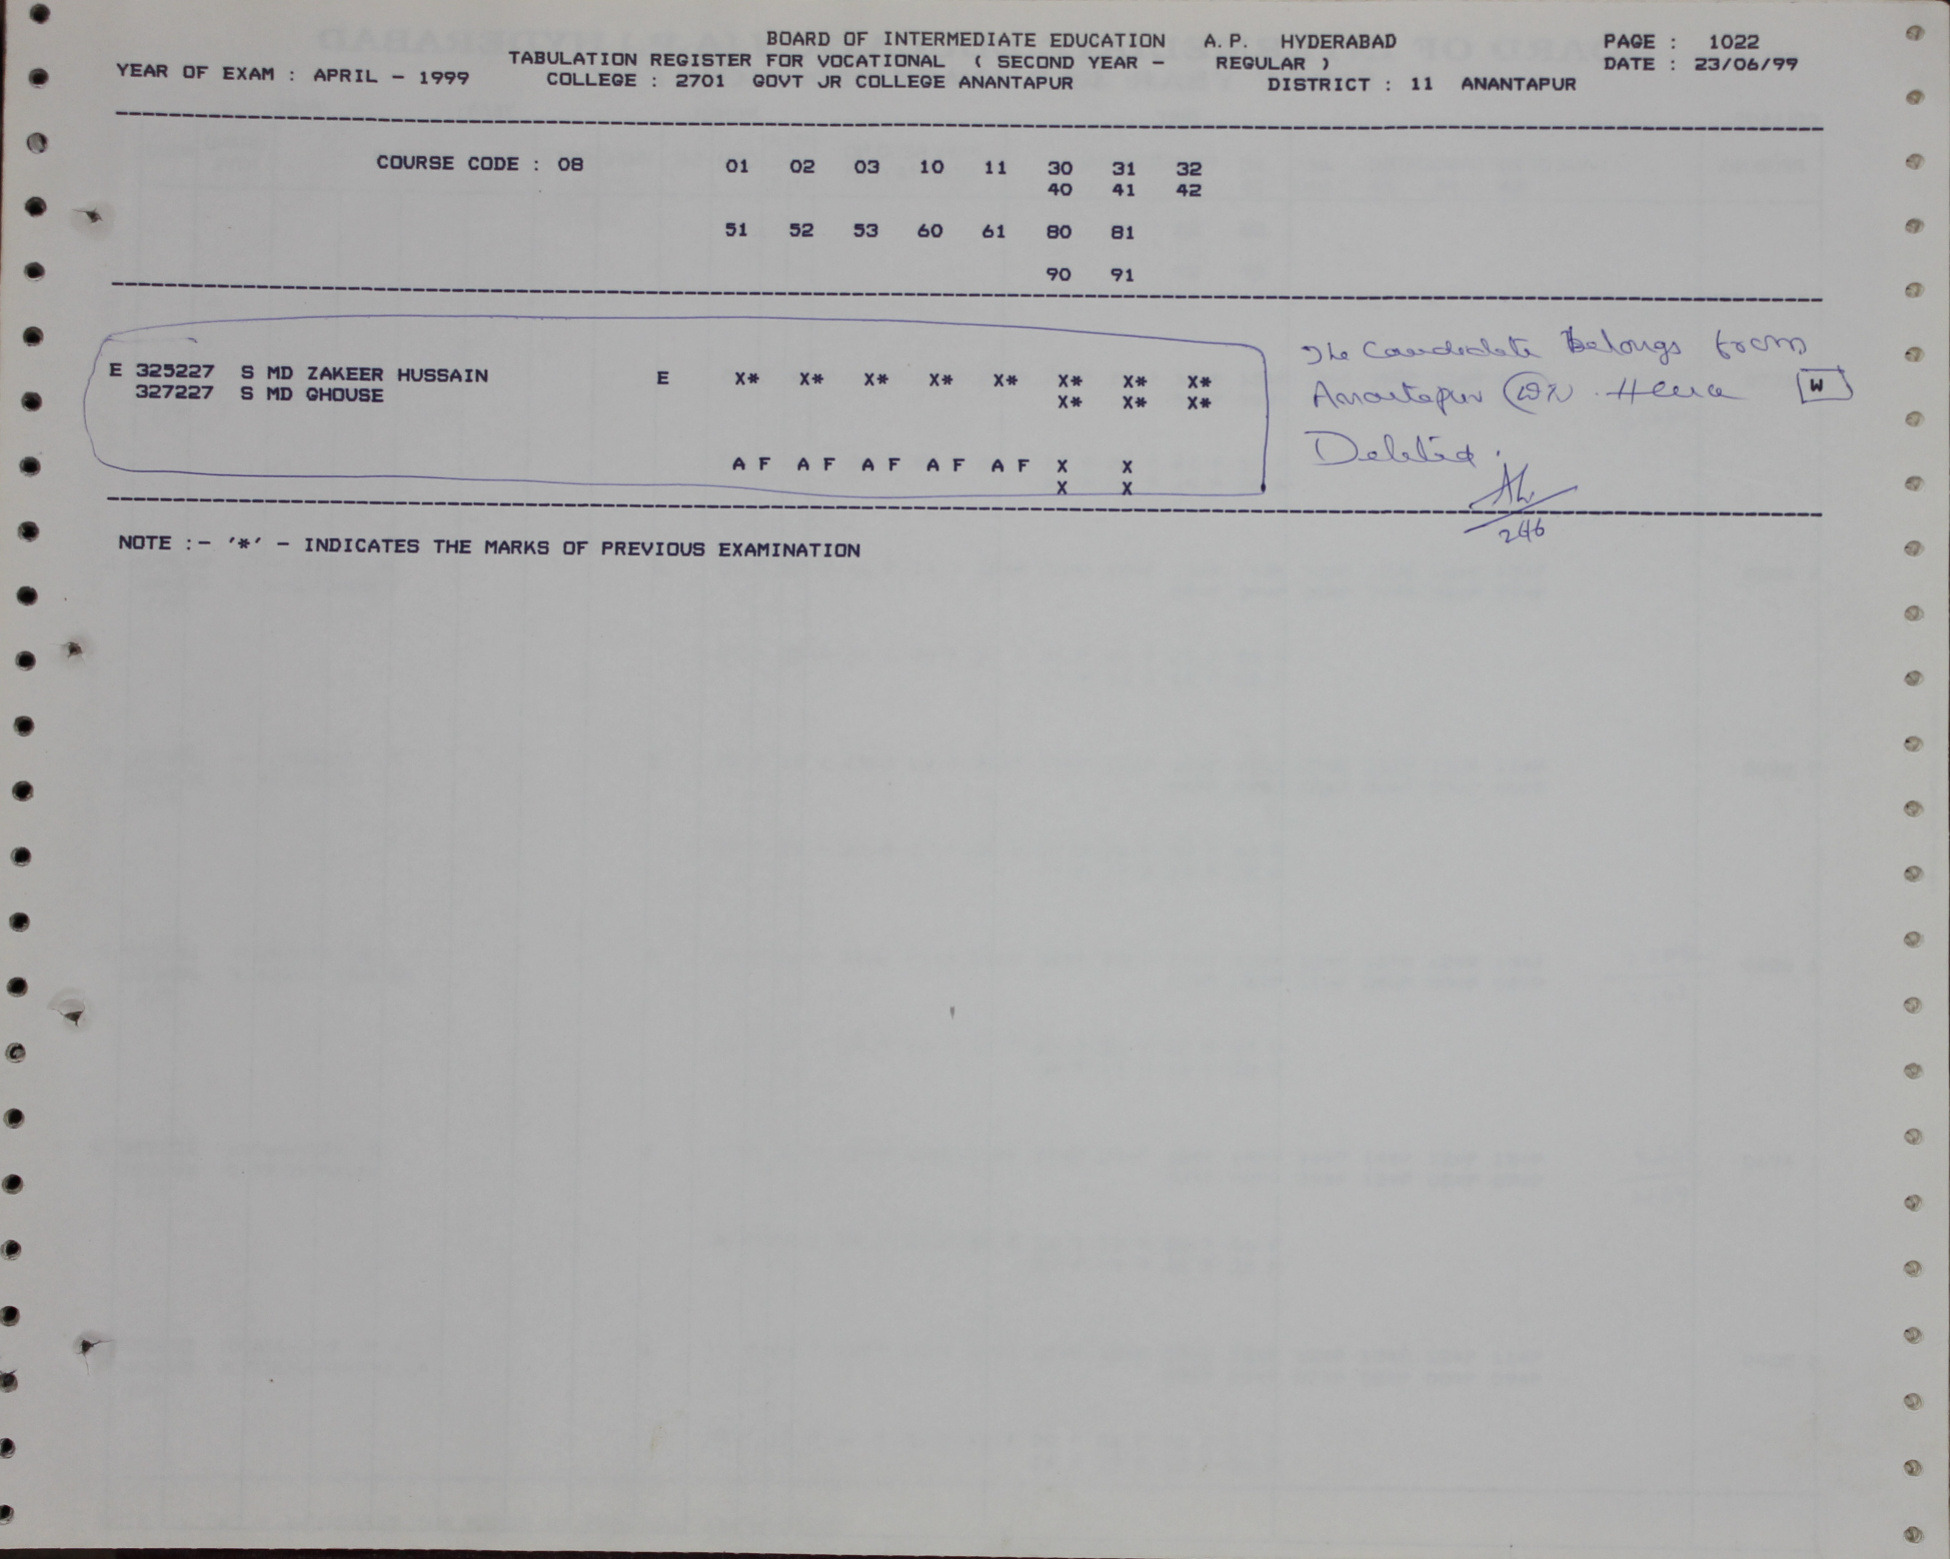 BOARD OF INTERMEDIATE EDUCATION A.P. HYDERABAD PAGE : 1022
TABULATION REGISTER FOR VOCATIONAL ( SECOND YEAR - REGULAR ) DATE : 23/06/99
YEAR OF EXAM : APRIL - 1999 COLLEGE : 2701 GOVT JR COLLEGE ANANTAPUR DISTRICT : 11 ANANTAPUR
COURSE CODE : 08 01 02 03 10 11 30 31 32
40 41 42
51 52 53 60 61 80 81
90 91
The Candidate Belongs from
E 325227 S MD ZAKEER HUSSAIN E X* X* X* X* X* X* X* X* W
327227 S MD GHOUSE X* X* X* Anantapur Hence
A F A F A F A F A F X X Deleted.
X X
NOTE :- '*' - INDICATES THE MARKS OF PREVIOUS EXAMINATION